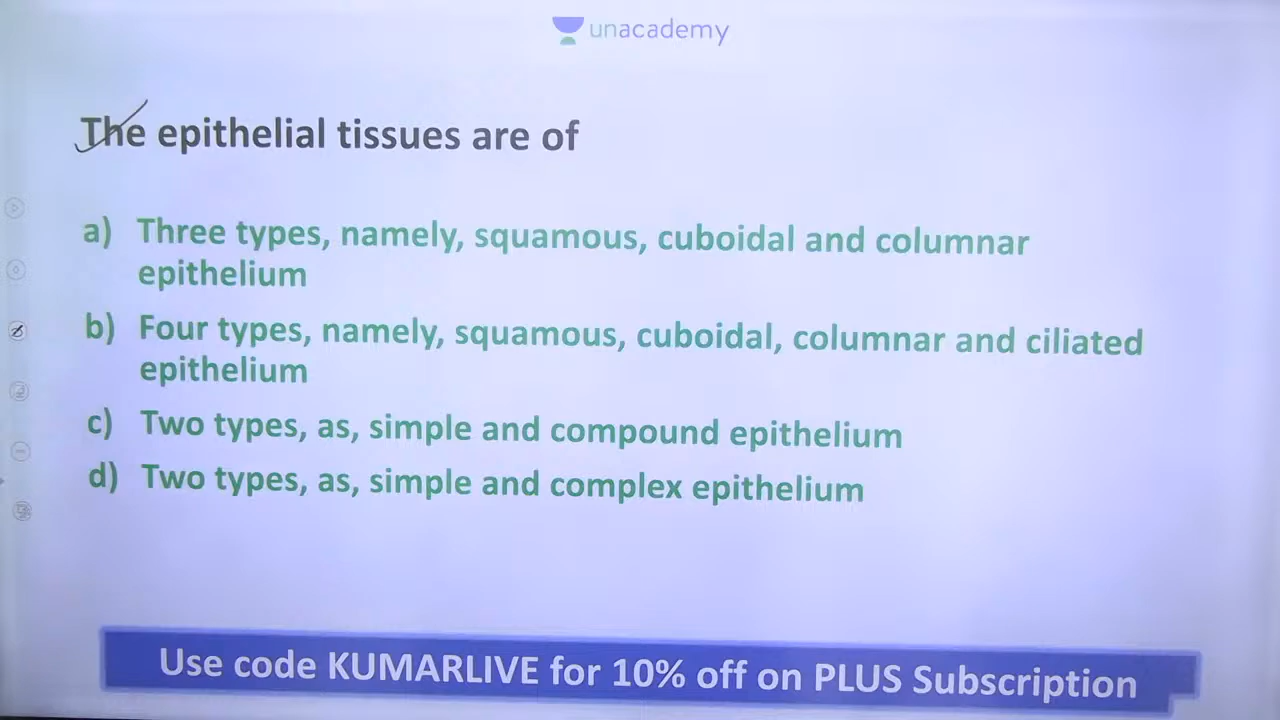 unacademy
The epithelial tissues are of
a) Three types, namely, squamous, cuboidal and columnar
epithelium
b) Four types, namely, squamous, cuboidal, columnar and ciliated
epithelium
c) Two types, as, simple and compound epithelium
d) Two types, as, simple and complex epithelium
Use code KUMARLIVE for 10% off on PLUS Subscription